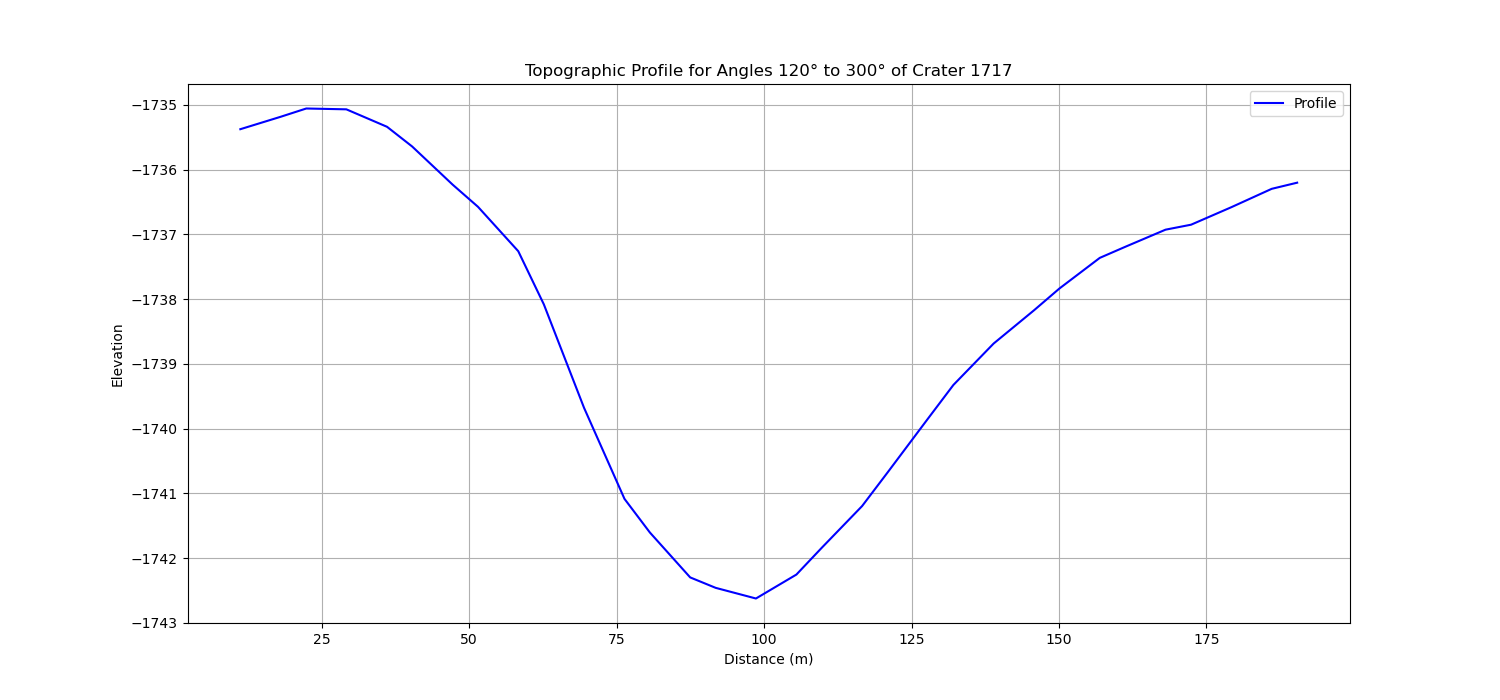 Topographic Profile for Angles 120° to 300° of Crater 1717
Profile
−1735
−1736
−1737
−1738
−1739
−1740
−1741
−1742
−1743
Elevation
25 50 75 100 125 150 175
Distance (m)